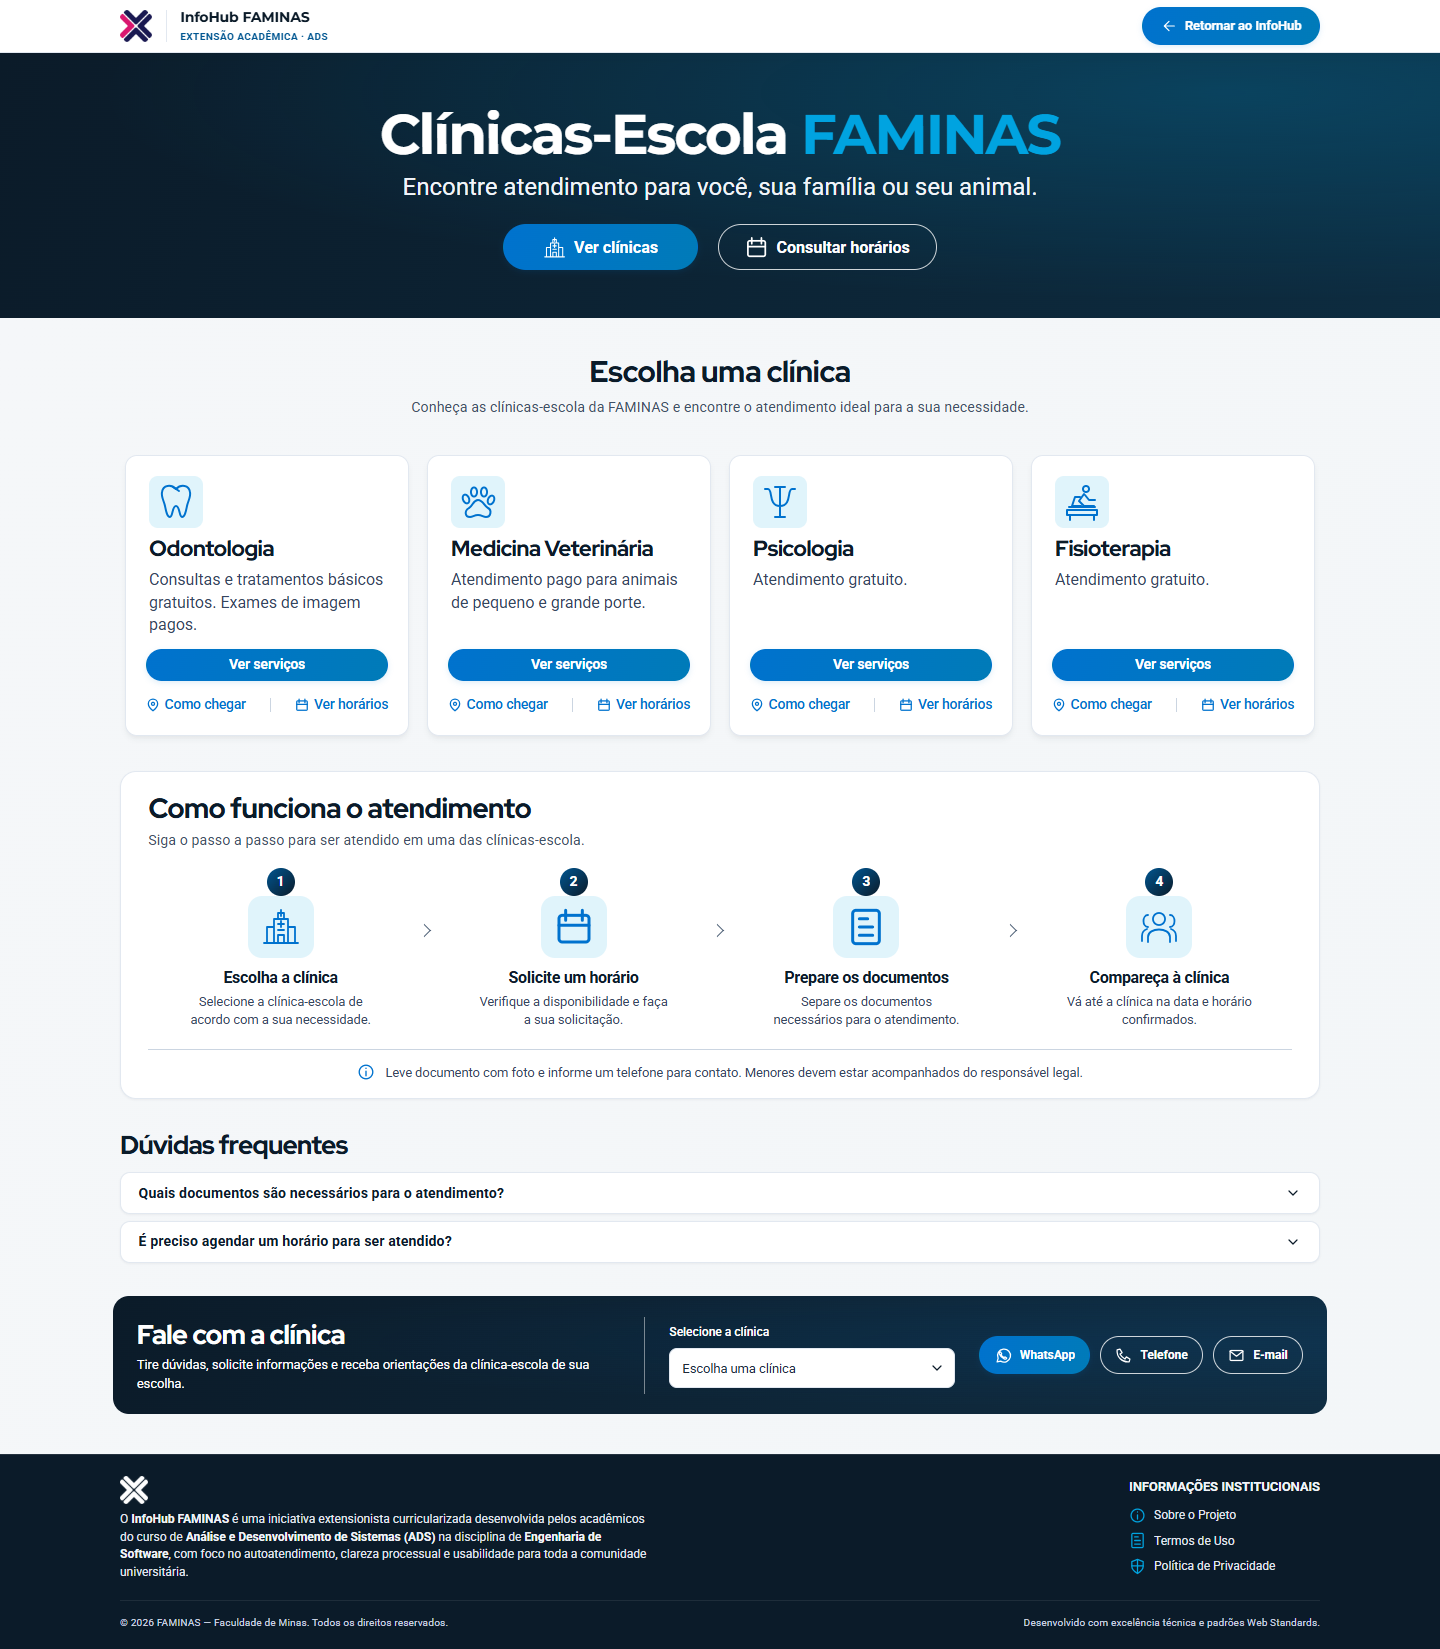 InfoHub FAMINAS
EXTENSÃO ACADÊMICA · ADS
Retornar ao InfoHub
Clínicas-Escola FAMINAS
Encontre atendimento para você, sua família ou seu animal.
Ver clínicas
Consultar horários
Escolha uma clínica
Conheça as clínicas-escola da FAMINAS e encontre o atendimento ideal para a sua necessidade.
Odontologia
Consultas e tratamentos básicos
gratuitos. Exames de imagem
pagos.
Ver serviços
Como chegar
Ver horários
Medicina Veterinária
Atendimento pago para animais
de pequeno e grande porte.
Ver serviços
Como chegar
Ver horários
Psicologia
Atendimento gratuito.
Ver serviços
Como chegar
Ver horários
Fisioterapia
Atendimento gratuito.
Ver serviços
Como chegar
Ver horários
Como funciona o atendimento
Siga o passo a passo para ser atendido em uma das clínicas-escola.
1
Escolha a clínica
Selecione a clínica-escola de
acordo com a sua necessidade.
2
Solicite um horário
Verifique a disponibilidade e faça
a sua solicitação.
3
Prepare os documentos
Separe os documentos
necessários para o atendimento.
4
Compareça à clínica
Vá até a clínica na data e horário
confirmados.
Leve documento com foto e informe um telefone para contato. Menores devem estar acompanhados do responsável legal.
Dúvidas frequentes
Quais documentos são necessários para o atendimento?
É preciso agendar um horário para ser atendido?
Fale com a clínica
Tire dúvidas, solicite informações e receba orientações da clínica-escola de sua
escolha.
Selecione a clínica
Escolha uma clínica
WhatsApp
Telefone
E-mail
O InfoHub FAMINAS é uma iniciativa extensionista curricularizada desenvolvida pelos acadêmicos
do curso de Análise e Desenvolvimento de Sistemas (ADS) na disciplina de Engenharia de
Software, com foco no autoatendimento, clareza processual e usabilidade para toda a comunidade
universitária.
INFORMAÇÕES INSTITUCIONAIS
Sobre o Projeto
Termos de Uso
Política de Privacidade
© 2026 FAMINAS — Faculdade de Minas. Todos os direitos reservados.
Desenvolvido com excelência técnica e padrões Web Standards.